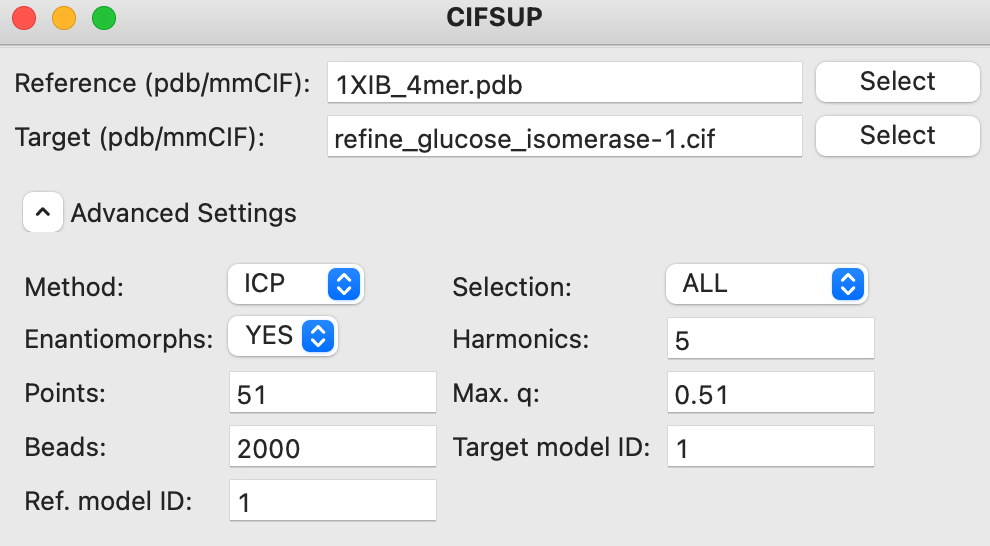 CIFSUP
Reference (pdb/mmCIF): 1XIB_4mer.pdb Select
Target (pdb/mmCIF): refine_glucose_isomerase-1.cif Select
Advanced Settings
Method: ICP Selection: ALL
Enantiomorphs: YES Harmonics: 5
Points: 51 Max. q: 0.51
Beads: 2000 Target model ID: 1
Ref. model ID: 1